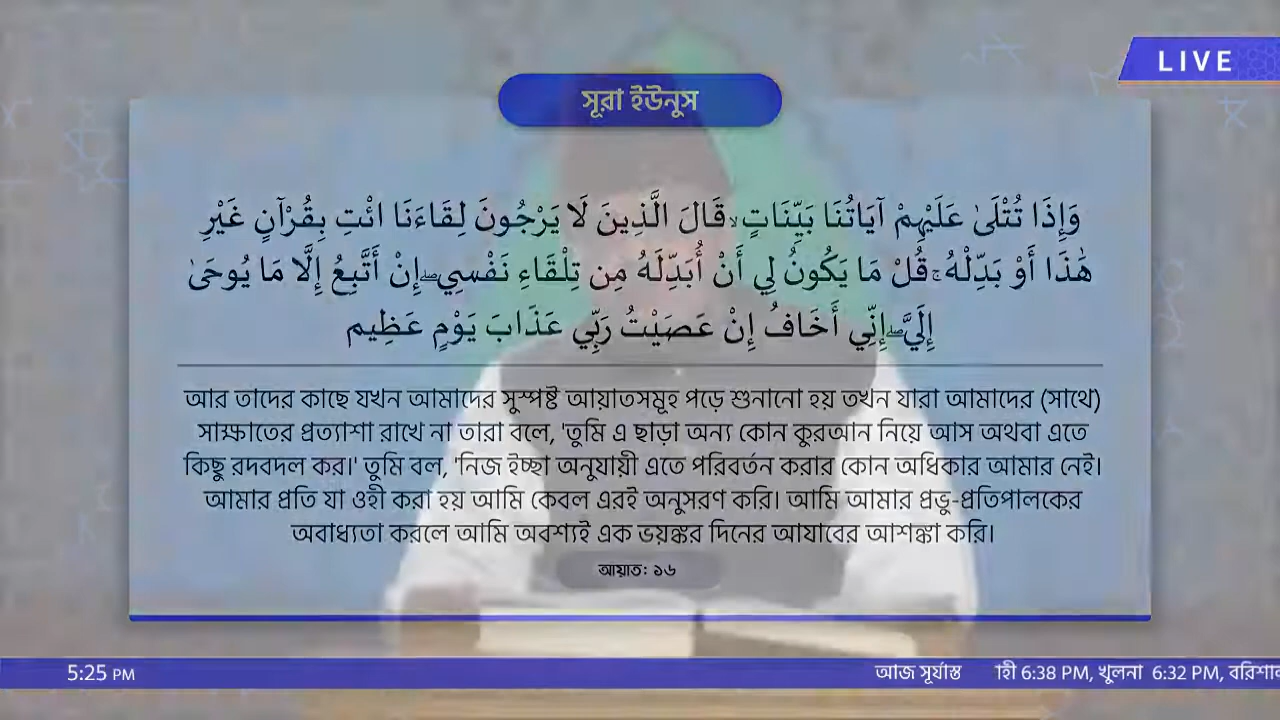 LIVE
সূরা ইউনুস
وَإِذَا تُتْلَىٰ عَلَيْهِمْ آيَاتُنَا بَيِّنَاتٍ ۙ قَالَ الَّذِينَ لَا يَرْجُونَ لِقَاءَنَا ائْتِ بِقُرْآنٍ غَيْرِ
هَٰذَا أَوْ بَدِّلْهُ ۚ قُلْ مَا يَكُونُ لِي أَنْ أُبَدِّلَهُ مِن تِلْقَاءِ نَفْسِي ۖ إِنْ أَتَّبِعُ إِلَّا مَا يُوحَىٰ
إِلَيَّ ۖ إِنِّي أَخَافُ إِنْ عَصَيْتُ رَبِّي عَذَابَ يَوْمٍ عَظِيم
আর তাদের কাছে যখন আমাদের সুস্পষ্ট আয়াতসমূহ পড়ে শুনানো হয় তখন যারা আমাদের (সাথে)
সাক্ষাতের প্রত্যাশা রাখে না তারা বলে, 'তুমি এ ছাড়া অন্য কোন কুরআন নিয়ে আস অথবা এতে
কিছু রদবদল কর।' তুমি বল, 'নিজ ইচ্ছা অনুযায়ী এতে পরিবর্তন করার কোন অধিকার আমার নেই।
আমার প্রতি যা ওহী করা হয় আমি কেবল এরই অনুসরণ করি। আমি আমার প্রভু-প্রতিপালকের
অবাধ্যতা করলে আমি অবশ্যই এক ভয়ঙ্কর দিনের আযাবের আশঙ্কা করি।
আয়াত: ১৬
5:25 PM
আজ সূর্যাস্ত
6:38 PM, খুলনা 6:32 PM,